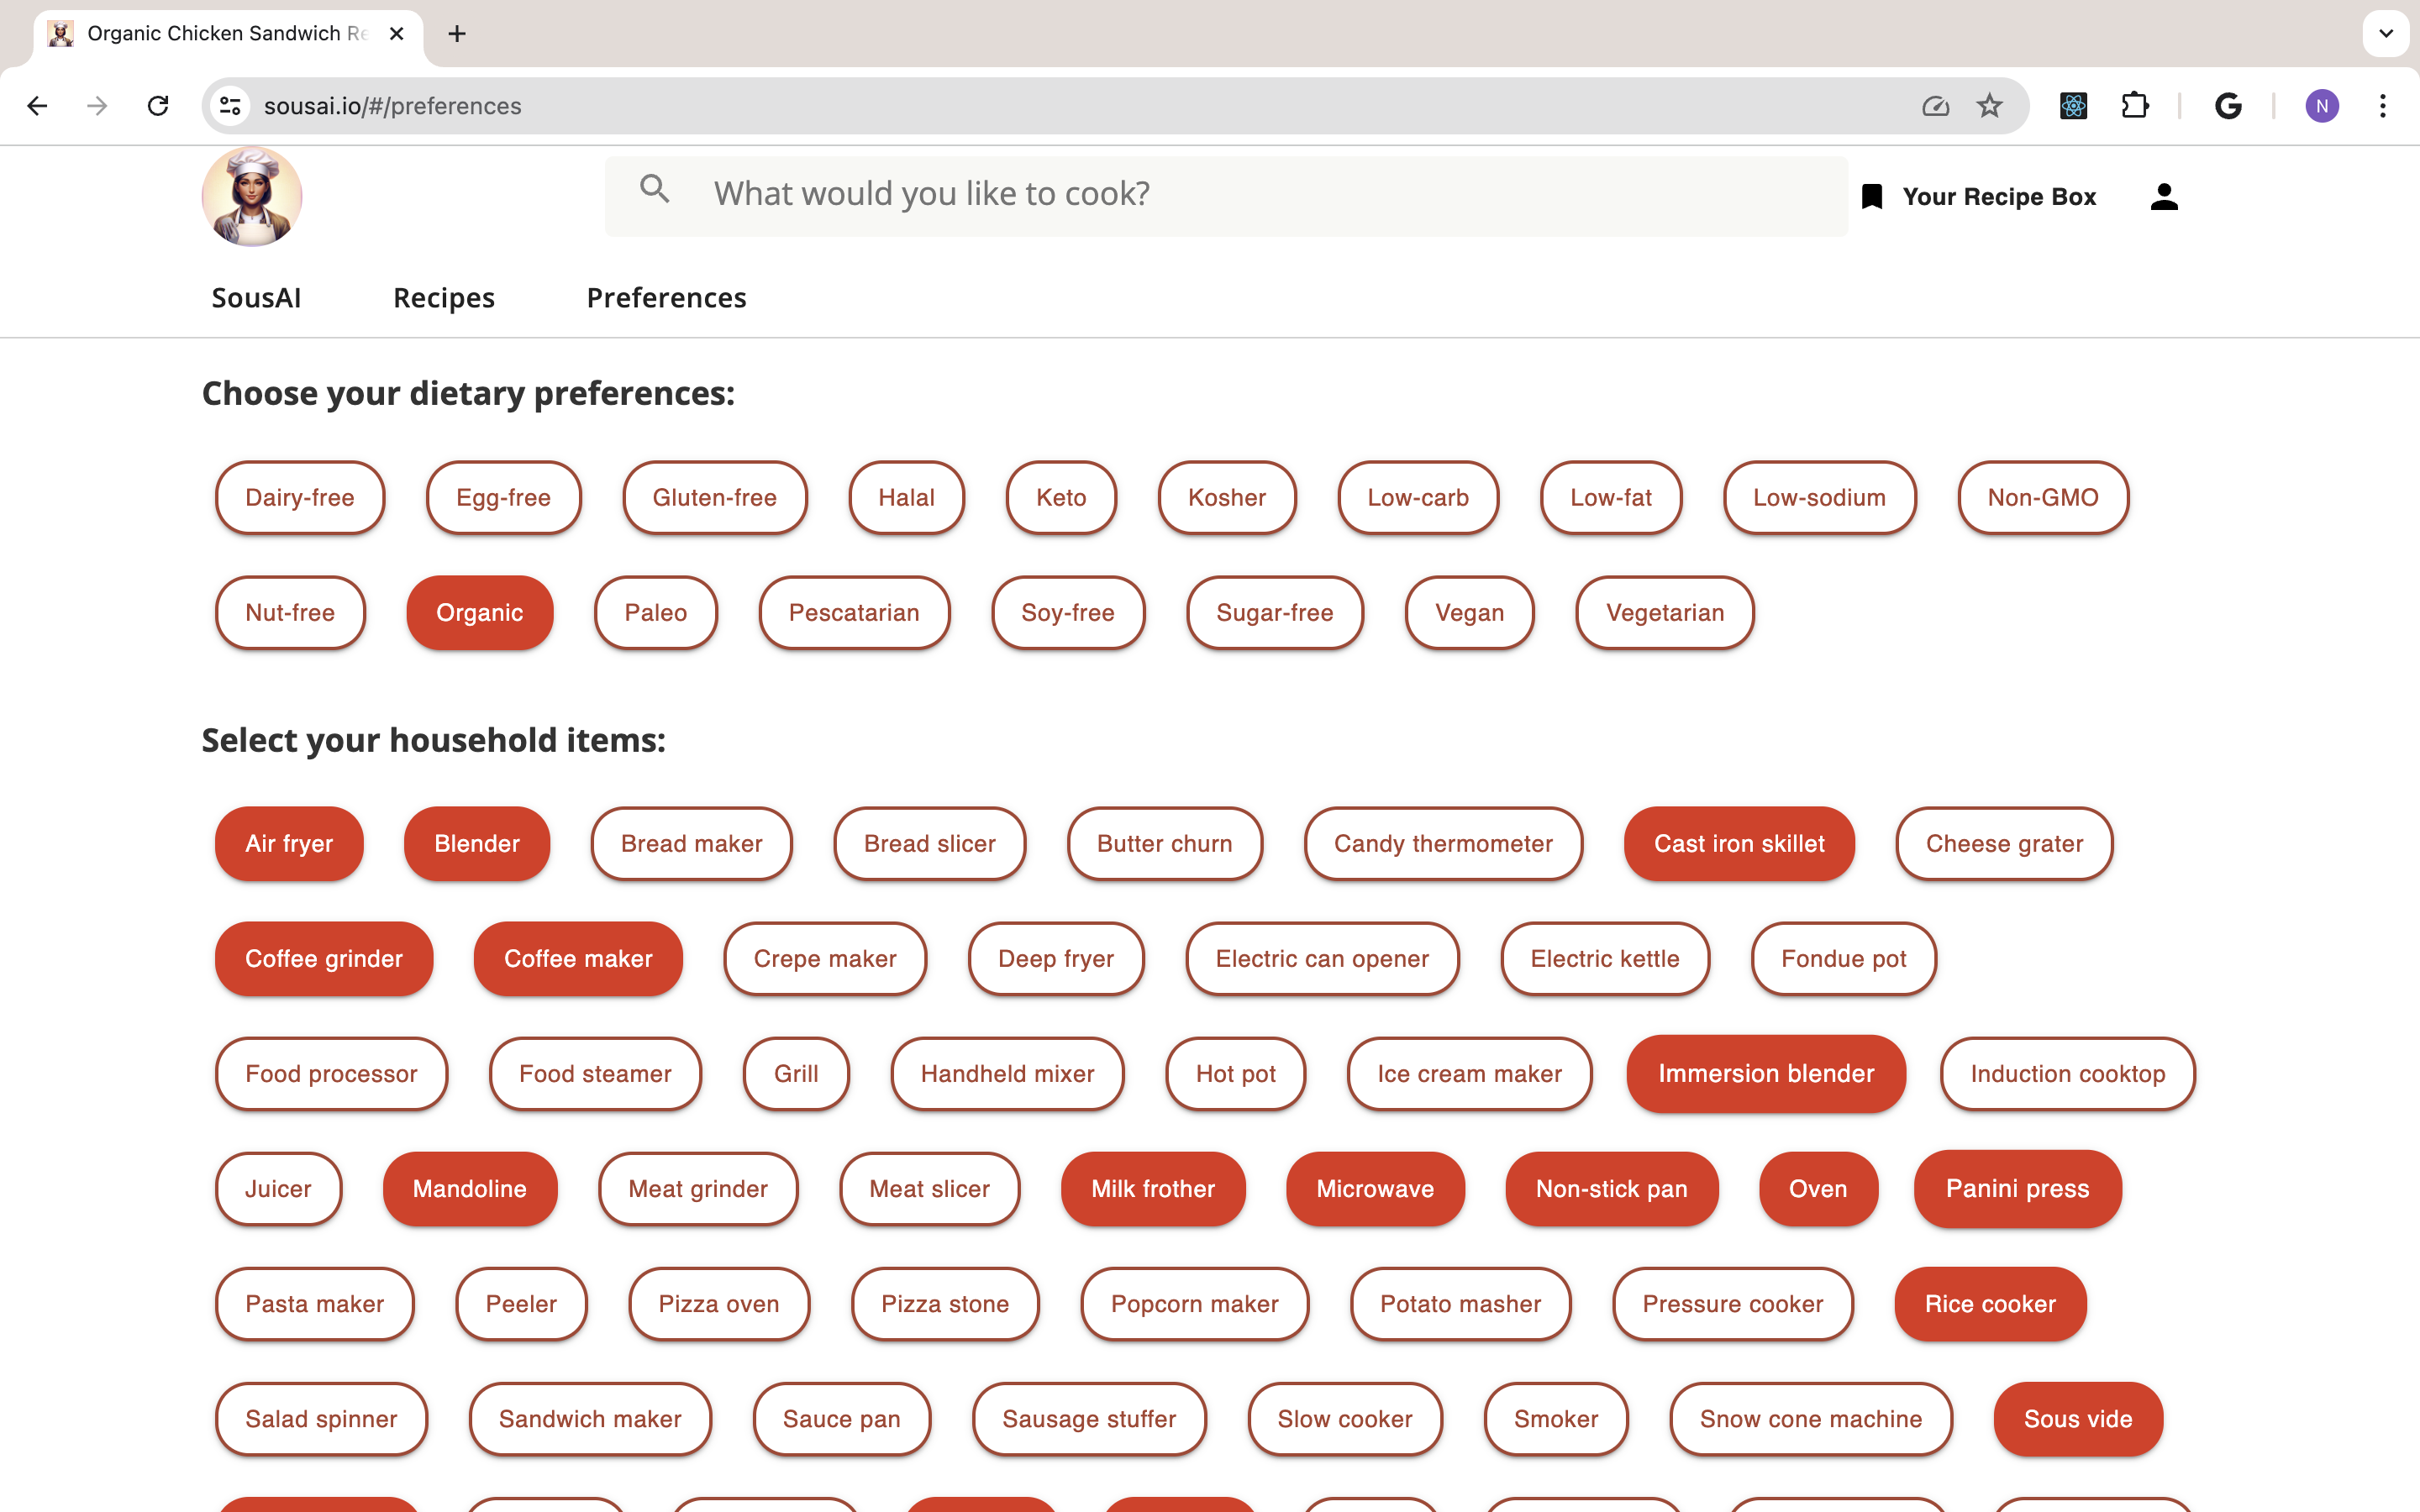 Organic Chicken Sandwich Re
sousai.io/#/preferences
N
What would you like to cook?
Your Recipe Box
SousAI Recipes Preferences
Choose your dietary preferences:
Dairy-free Egg-free Gluten-free Halal Keto Kosher Low-carb Low-fat Low-sodium Non-GMO
Nut-free Organic Paleo Pescatarian Soy-free Sugar-free Vegan Vegetarian
Select your household items:
Air fryer Blender Bread maker Bread slicer Butter churn Candy thermometer Cast iron skillet Cheese grater
Coffee grinder Coffee maker Crepe maker Deep fryer Electric can opener Electric kettle Fondue pot
Food processor Food steamer Grill Handheld mixer Hot pot Ice cream maker Immersion blender Induction cooktop
Juicer Mandoline Meat grinder Meat slicer Milk frother Microwave Non-stick pan Oven Panini press
Pasta maker Peeler Pizza oven Pizza stone Popcorn maker Potato masher Pressure cooker Rice cooker
Salad spinner Sandwich maker Sauce pan Sausage stuffer Slow cooker Smoker Snow cone machine Sous vide